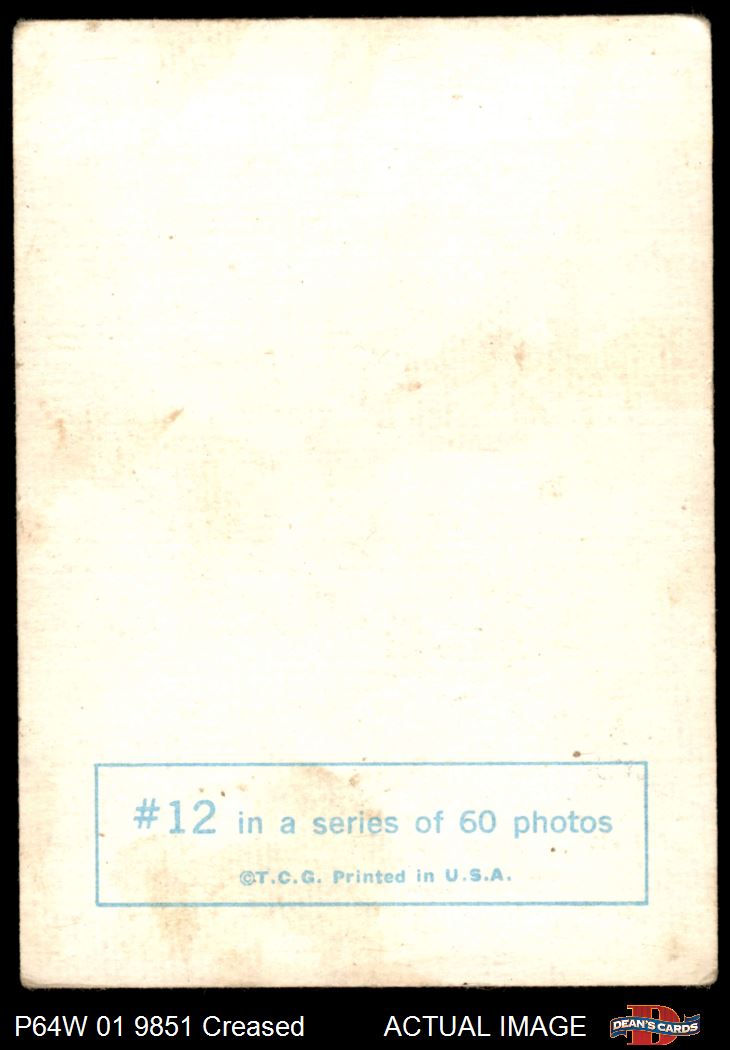 #12 in a series of 60 photos
©T.C.G. Printed in U.S.A.
P64W 01 9851 Creased ACTUAL IMAGE DEAN'S CARDS